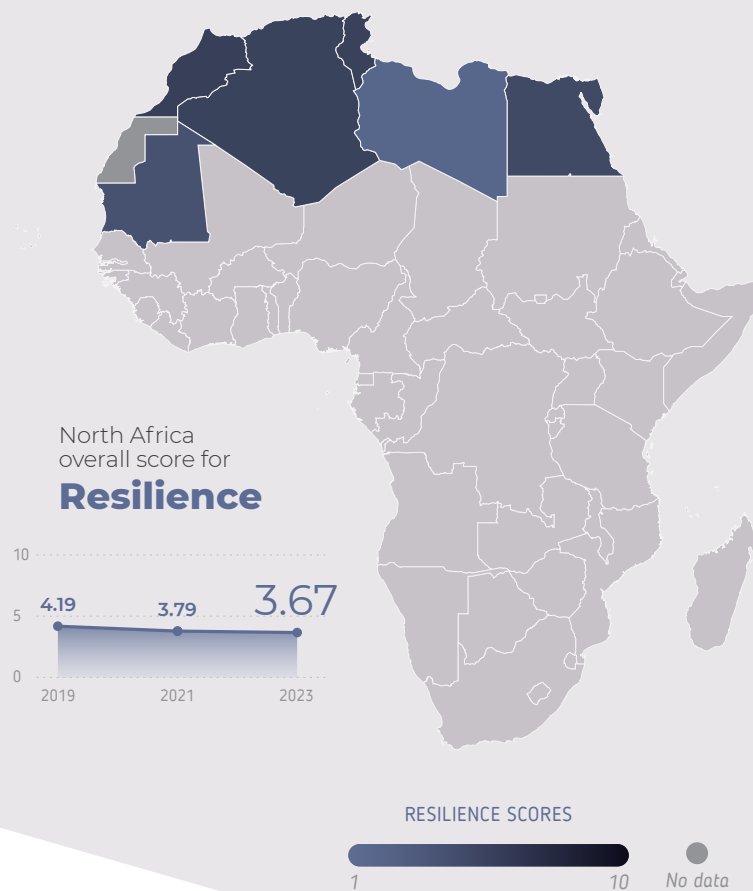 North Africa
overall score for
Resilience
10
5
0
4.19
3.79
3.67
2019
2021
2023
RESILIENCE SCORES
1
10
No data